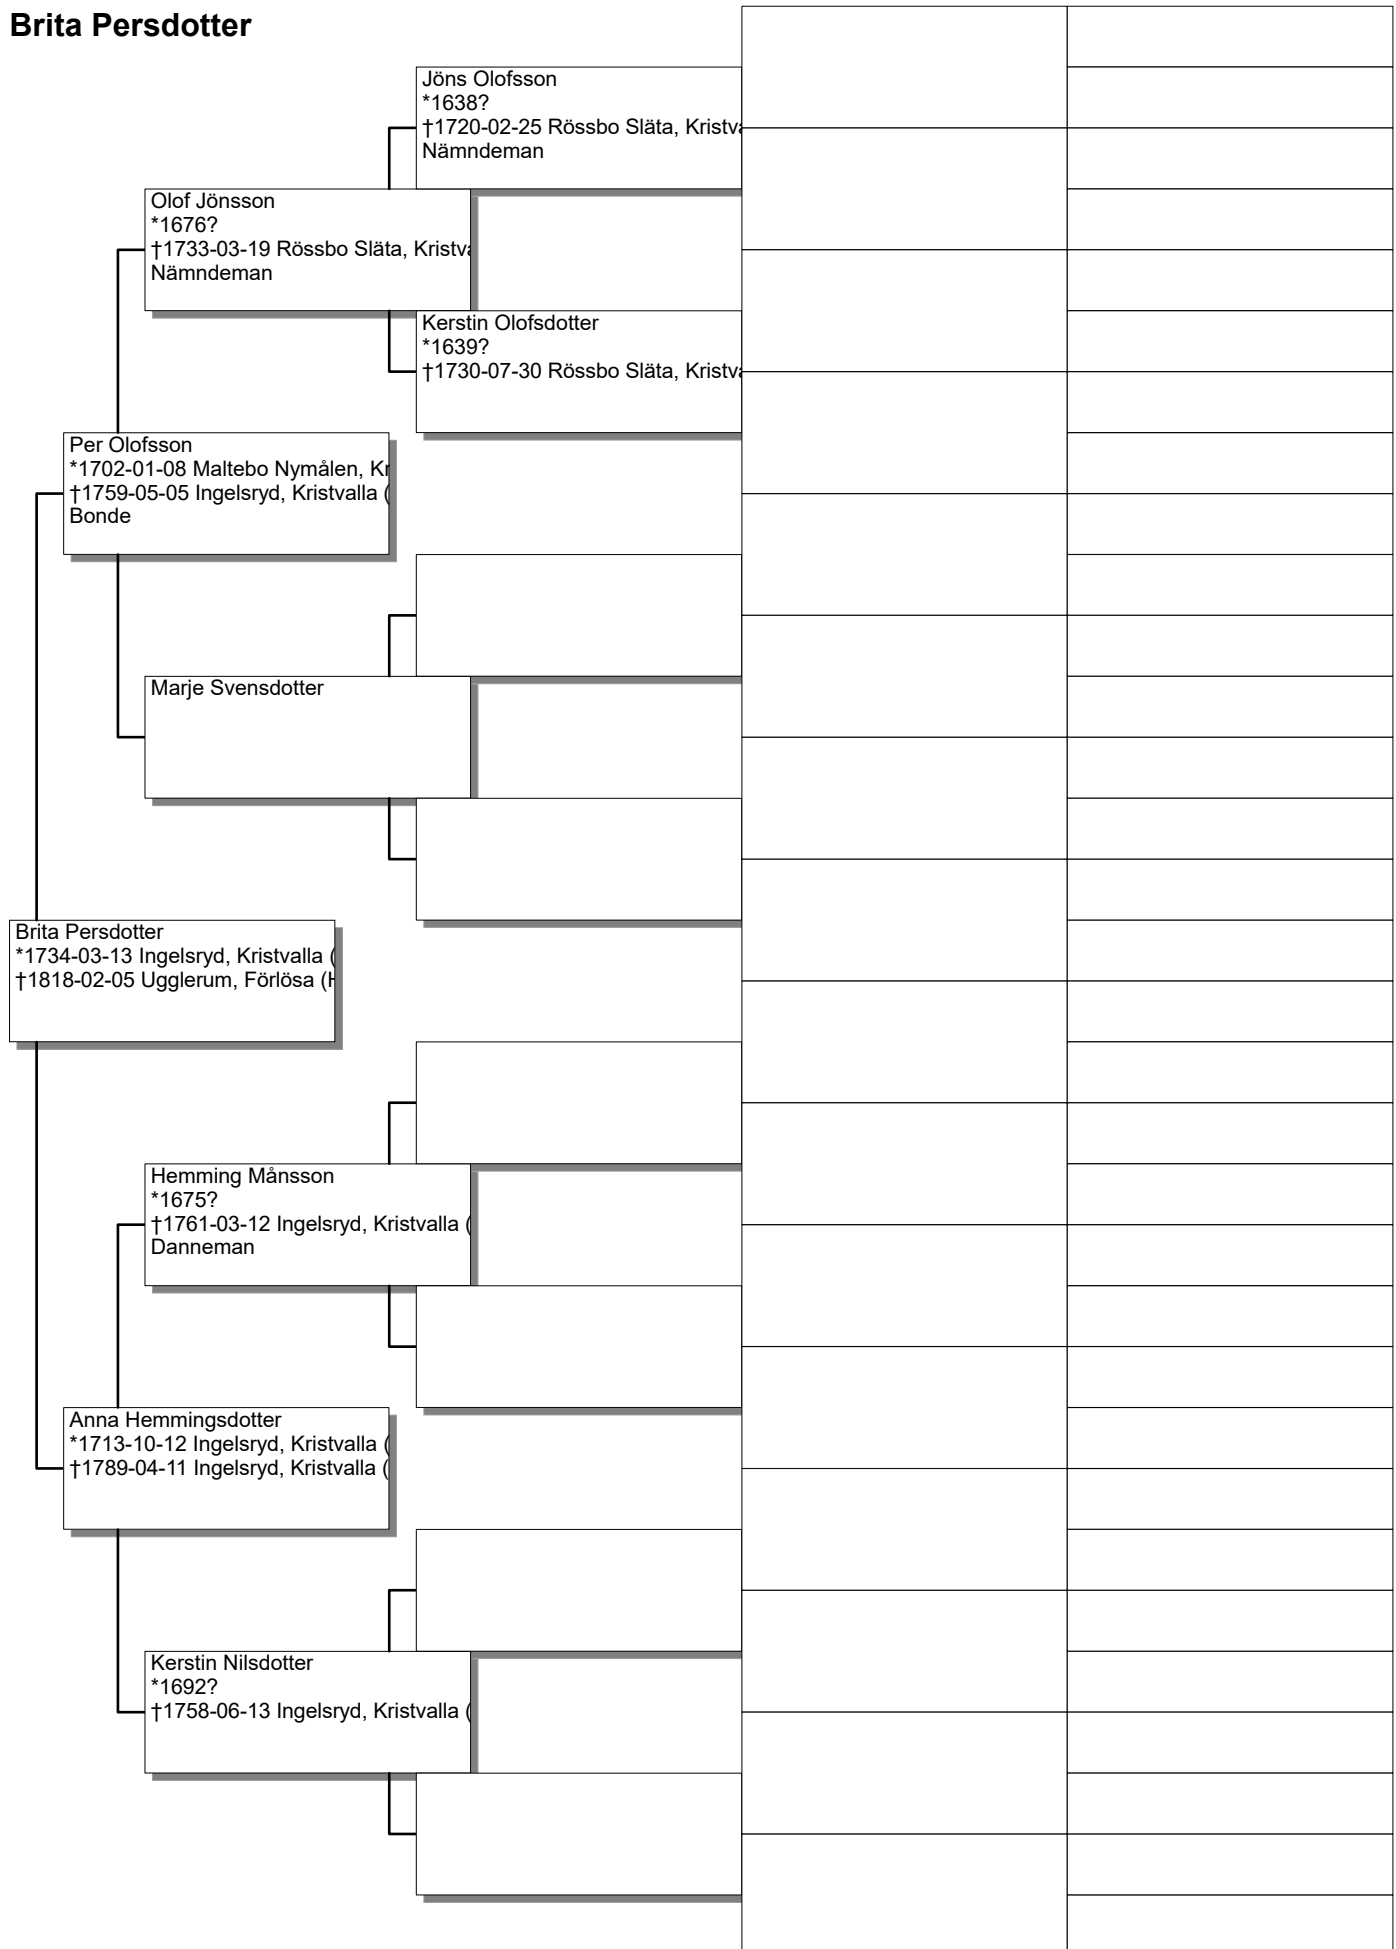 Brita Persdotter
Jöns Olofsson
*1638?
†1720-02-25 Rössbo Släta, Kristva
Nämndeman
Olof Jönsson
*1676?
†1733-03-19 Rössbo Släta, Kristva
Nämndeman
Kerstin Olofsdotter
*1639?
†1730-07-30 Rössbo Släta, Kristva
Per Olofsson
*1702-01-08 Maltebo Nymålen, Kr
†1759-05-05 Ingelsryd, Kristvalla (
Bonde
Marje Svensdotter
Brita Persdotter
*1734-03-13 Ingelsryd, Kristvalla (
†1818-02-05 Ugglerum, Förlösa (H
Hemming Månsson
*1675?
†1761-03-12 Ingelsryd, Kristvalla (
Danneman
Anna Hemmingsdotter
*1713-10-12 Ingelsryd, Kristvalla (
†1789-04-11 Ingelsryd, Kristvalla (
Kerstin Nilsdotter
*1692?
†1758-06-13 Ingelsryd, Kristvalla (